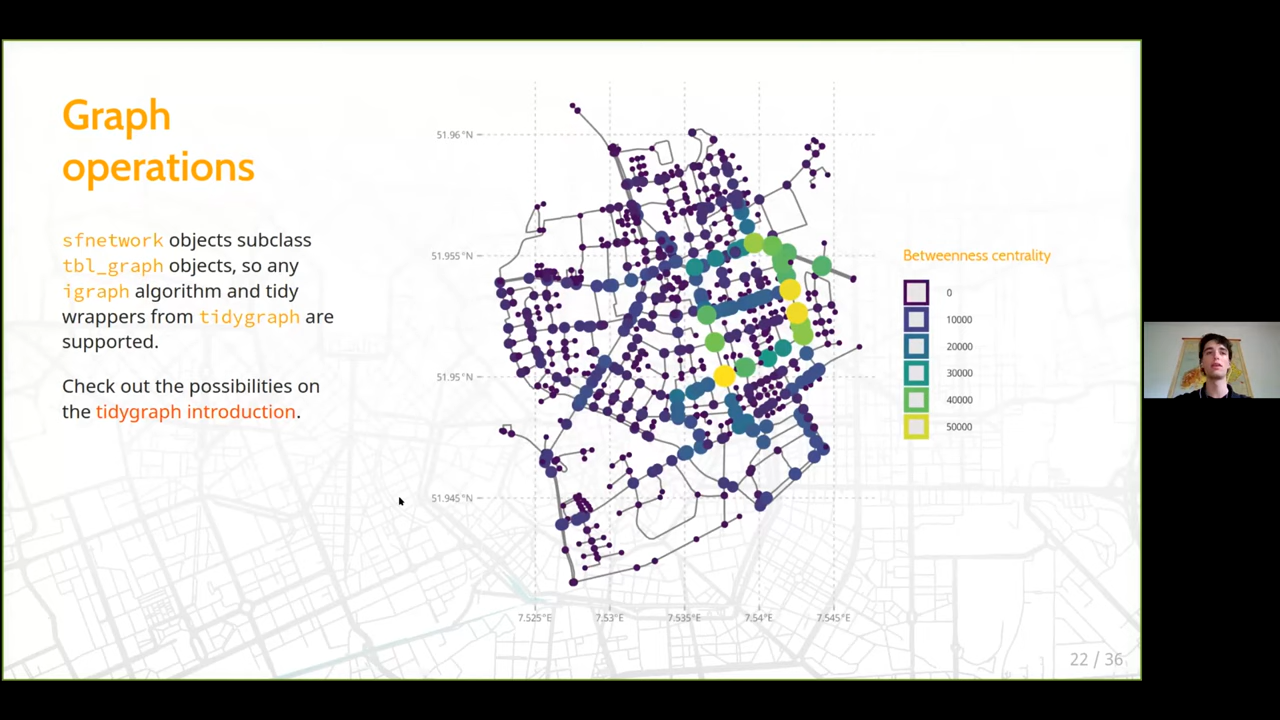 Graph
operations
sfnetwork objects subclass
tbl_graph objects, so any
igraph algorithm and tidy
wrappers from tidygraph are
supported.
Check out the possibilities on
the tidygraph introduction.
51.96°N
51.955°N
51.95°N
51.945°N
7.525°E 7.53°E 7.535°E 7.54°E 7.545°E
Betweenness centrality
0
10000
20000
30000
40000
50000
22 / 36